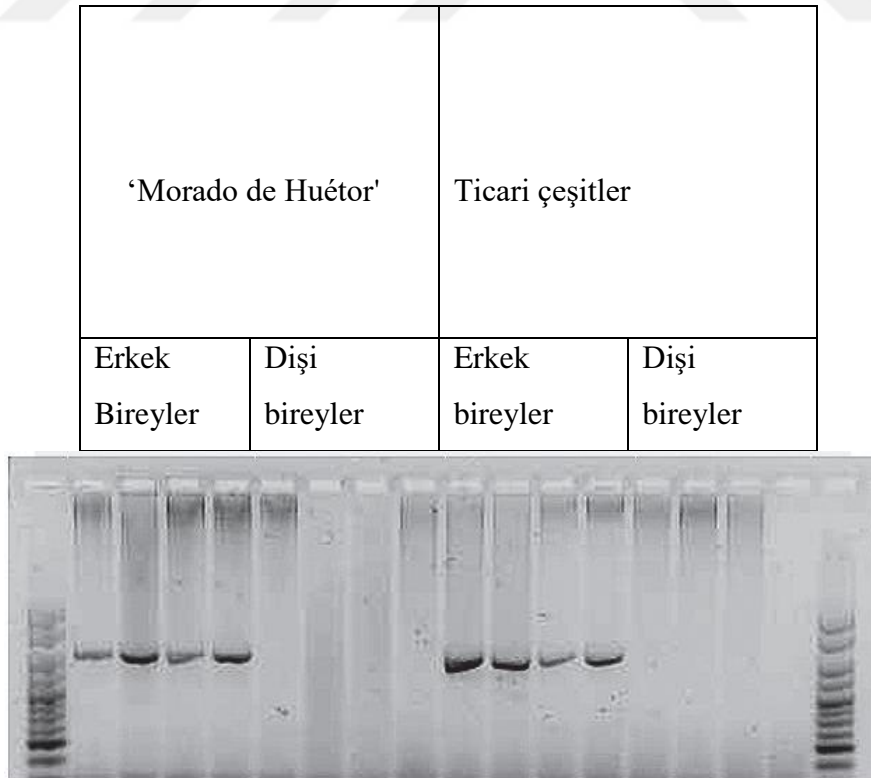 ‘Morado de Huétor'
Ticari çeşitler
Erkek
Bireyler
Dişi
bireyler
Erkek
bireyler
Dişi
bireyler